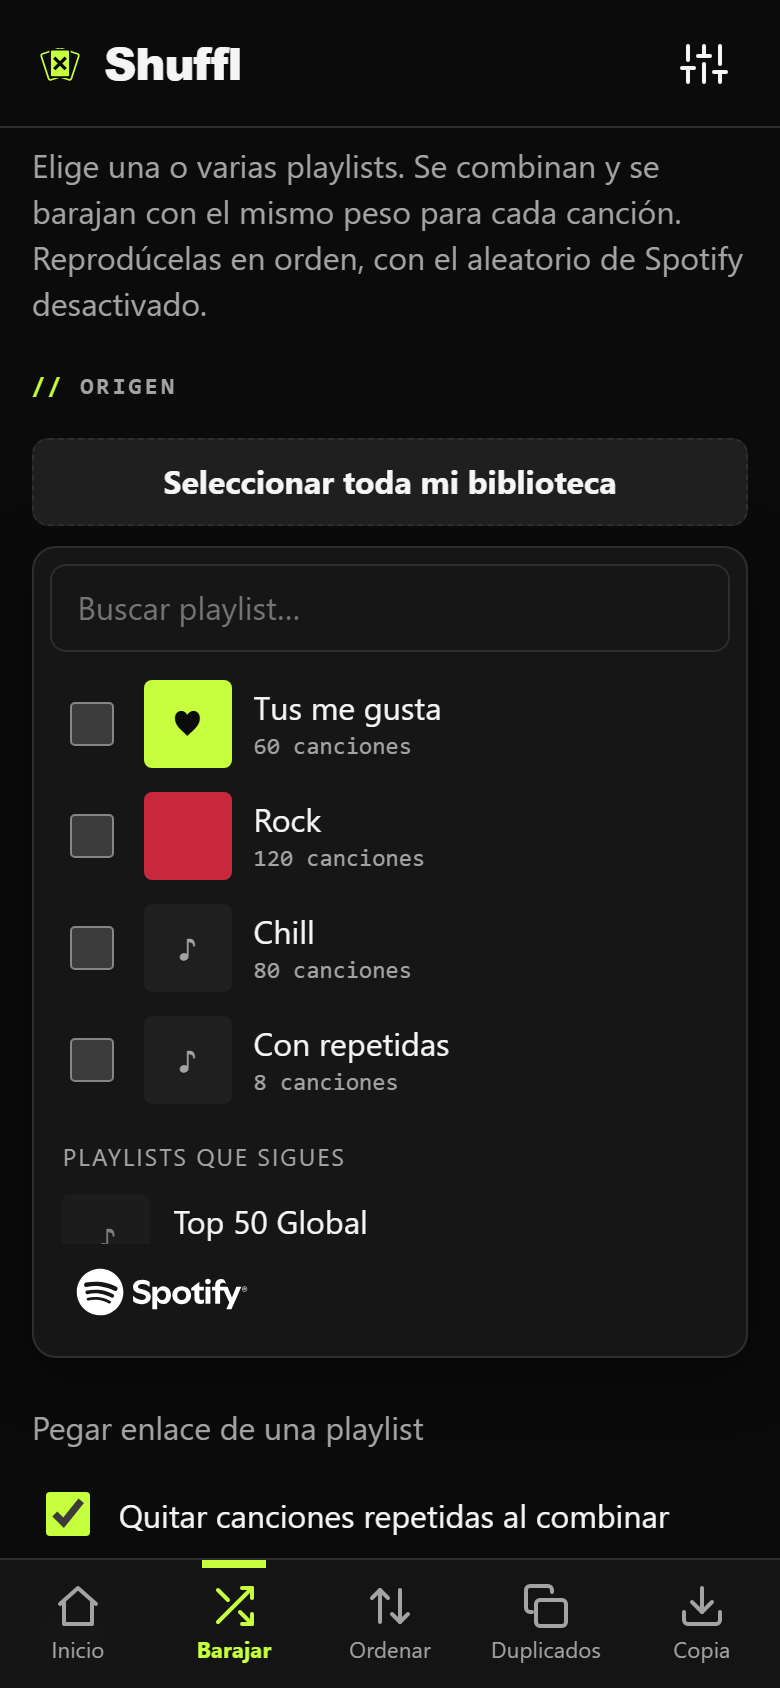 Shuffl
Elige una o varias playlists. Se combinan y se
barajan con el mismo peso para cada canción.
Reprodúcelas en orden, con el aleatorio de Spotify
desactivado.
// ORIGEN
Seleccionar toda mi biblioteca
Buscar playlist...
Tus me gusta
60 canciones
Rock
120 canciones
Chill
80 canciones
Con repetidas
8 canciones
PLAYLISTS QUE SIGUES
Top 50 Global
Spotify®
Pegar enlace de una playlist
Quitar canciones repetidas al combinar
Inicio
Barajar
Ordenar
Duplicados
Copia